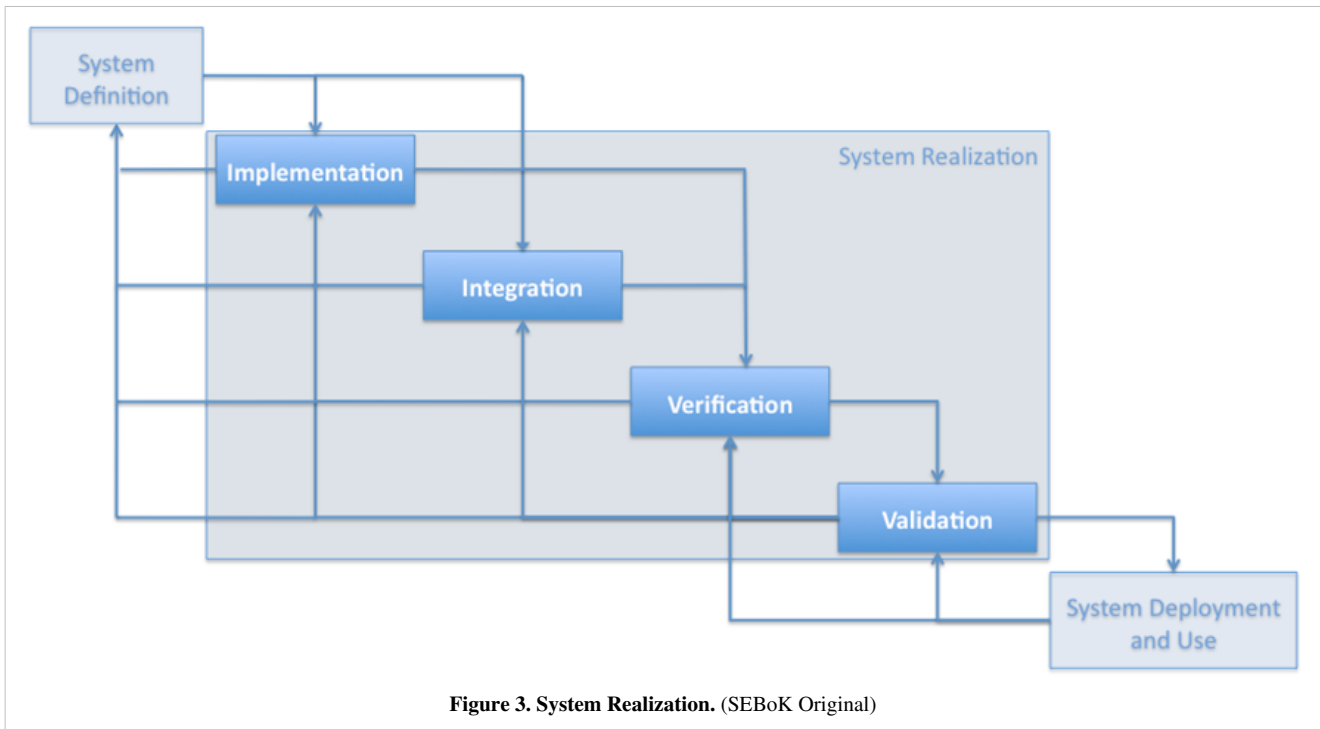 System
Definition
System Realization
Implementation
Integration
Verification
Validation
System Deployment
and Use
Figure 3. System Realization. (SEBoK Original)